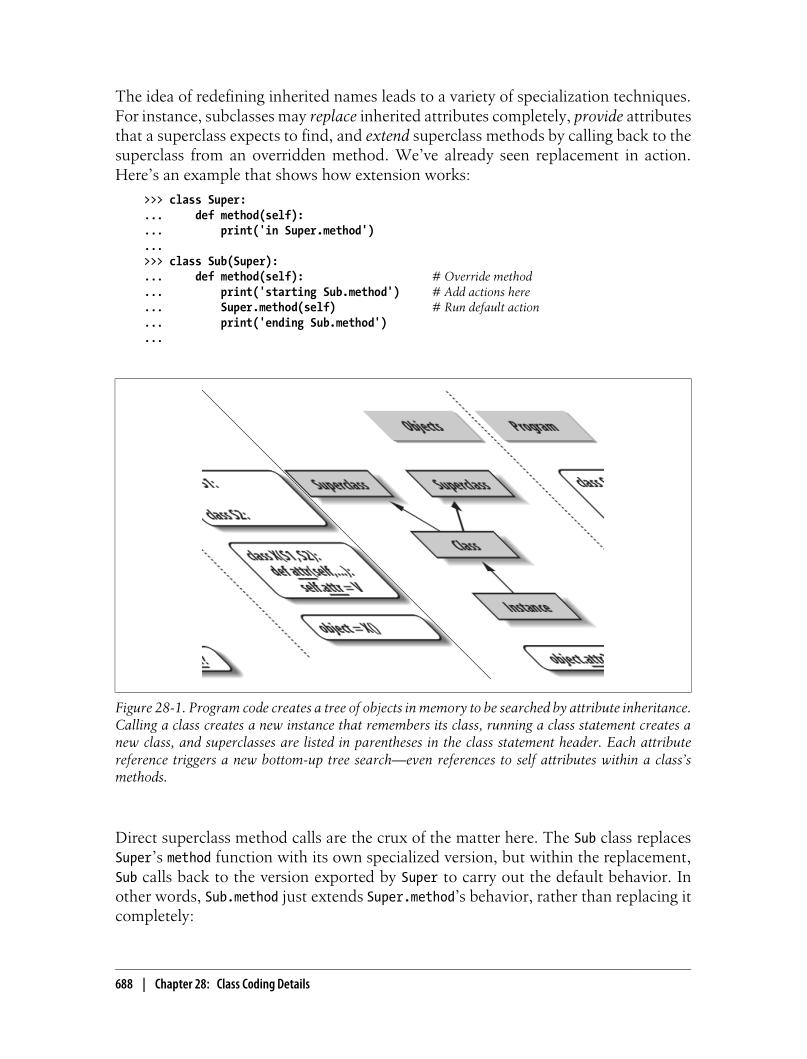 The idea of redefining inherited names leads to a variety of specialization techniques.
For instance, subclasses may replace inherited attributes completely, provide attributes
that a superclass expects to find, and extend superclass methods by calling back to the
superclass from an overridden method. We've already seen replacement in action.
Here's an example that shows how extension works:
>>> class Super:
...     def method(self):
...         print('in Super.method')
...
>>> class Sub(Super):
...     def method(self):                    # Override method
...         print('starting Sub.method')     # Add actions here
...         Super.method(self)               # Run default action
...         print('ending Sub.method')
...
Objects
Program
Superclass
Superclass
class S2:
Class
class X(S1, S2):
def attr(self,...):
self.attr = V
Instance
object = X()
Figure 28-1. Program code creates a tree of objects in memory to be searched by attribute inheritance.
Calling a class creates a new instance that remembers its class, running a class statement creates a
new class, and superclasses are listed in parentheses in the class statement header. Each attribute
reference triggers a new bottom-up tree search—even references to self attributes within a class's
methods.
Direct superclass method calls are the crux of the matter here. The Sub class replaces
Super's method function with its own specialized version, but within the replacement,
Sub calls back to the version exported by Super to carry out the default behavior. In
other words, Sub.method just extends Super.method's behavior, rather than replacing it
completely:
688 | Chapter 28: Class Coding Details